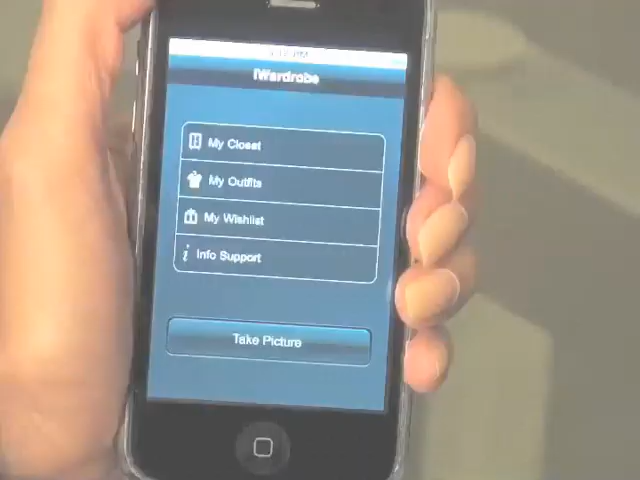 iWardrobe
My Closet
My Outfits
My Wishlist
Info Support
Take Picture